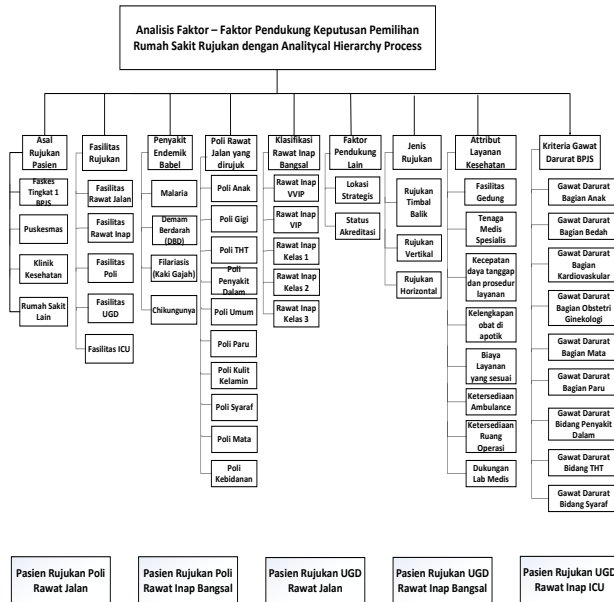 Analisis Faktor – Faktor Pendukung Keputusan Pemilihan
Rumah Sakit Rujukan dengan Analitycal Hierarchy Process
Asal
Rujukan
Pasien
Faskes
Tingkat 1
BPJS
Puskesmas
Klinik
Kesehatan
Rumah Sakit
Lain
Fasilitas
Rujukan
Fasilitas
Rawat Jalan
Fasilitas
Rawat Inap
Fasilitas
Poli
Fasilitas
UGD
Fasilitas ICU
Penyakit
Endemik
Babel
Malaria
Demam
Berdarah
(DBD)
Filariasis
(Kaki Gajah)
Chikungunya
Poli Rawat
Jalan yang
dirujuk
Poli Anak
Poli Gigi
Poli THT
Poli
Penyakit
Dalam
Poli Umum
Poli Paru
Poli Kulit
Kelamin
Poli Syaraf
Poli Mata
Poli
Kebidanan
Klasifikasi
Rawat Inap
Bangsal
Rawat Inap
VVIP
Rawat Inap
VIP
Rawat Inap
Kelas 1
Rawat Inap
Kelas 2
Rawat Inap
Kelas 3
Faktor
Pendukung
Lain
Lokasi
Strategis
Status
Akreditasi
Jenis
Rujukan
Rujukan
Timbal
Balik
Rujukan
Vertikal
Rujukan
Horizontal
Attribut
Layanan
Kesehatan
Fasilitas
Gedung
Tenaga
Medis
Spesialis
Kecepatan
daya tanggap
dan prosedur
layanan
Kelengkapan
obat di
apotik
Biaya
Layanan
yang sesuai
Ketersediaan
Ambulance
Ketersediaan
Ruang
Operasi
Dukungan
Lab Medis
Kriteria Gawat
Darurat BPJS
Gawat Darurat
Bagian Anak
Gawat Darurat
Bagian Bedah
Gawat Darurat
Bagian
Kardiovaskular
Gawat Darurat
Bagian Obstetri
Ginekologi
Gawat Darurat
Bagian Mata
Gawat Darurat
Bagian Paru
Gawat Darurat
Bidang Penyakit
Dalam
Gawat Darurat
Bidang THT
Gawat Darurat
Bidang Syaraf
Pasien Rujukan Poli
Rawat Jalan
Pasien Rujukan Poli
Rawat Inap Bangsal
Pasien Rujukan UGD
Rawat Jalan
Pasien Rujukan UGD
Rawat Inap Bangsal
Pasien Rujukan UGD
Rawat Inap ICU